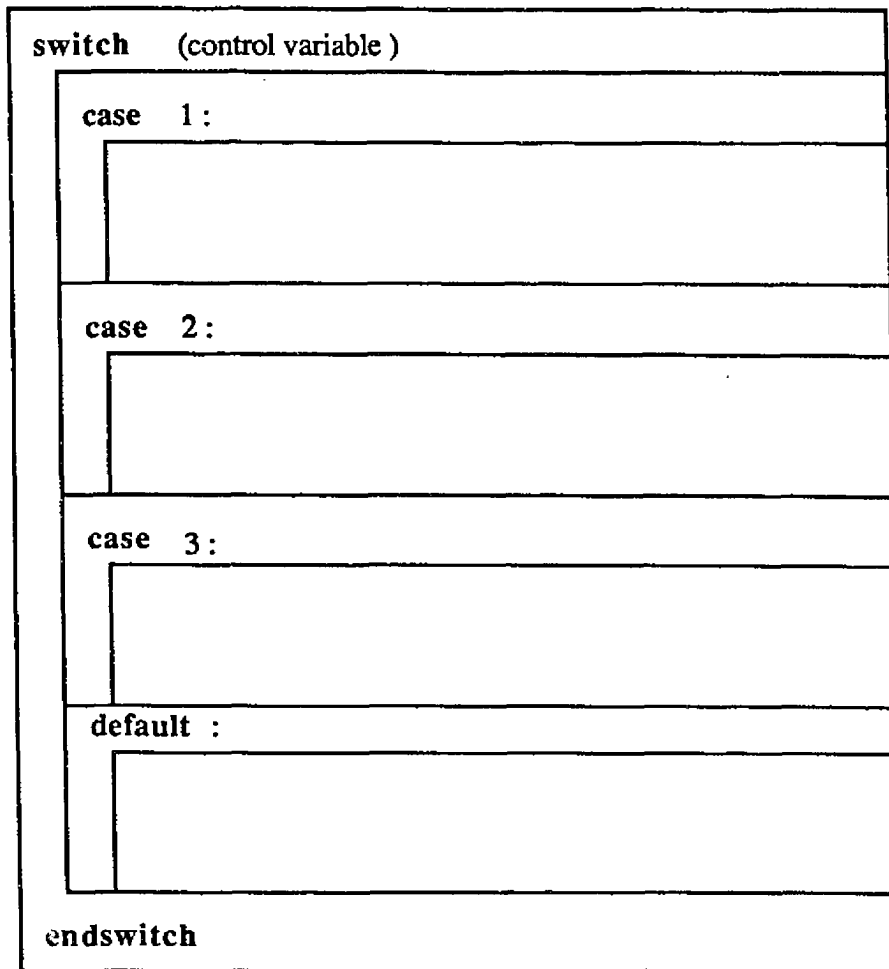 switch (control variable )
case 1 :
case 2 :
case 3 :
default :
endswitch